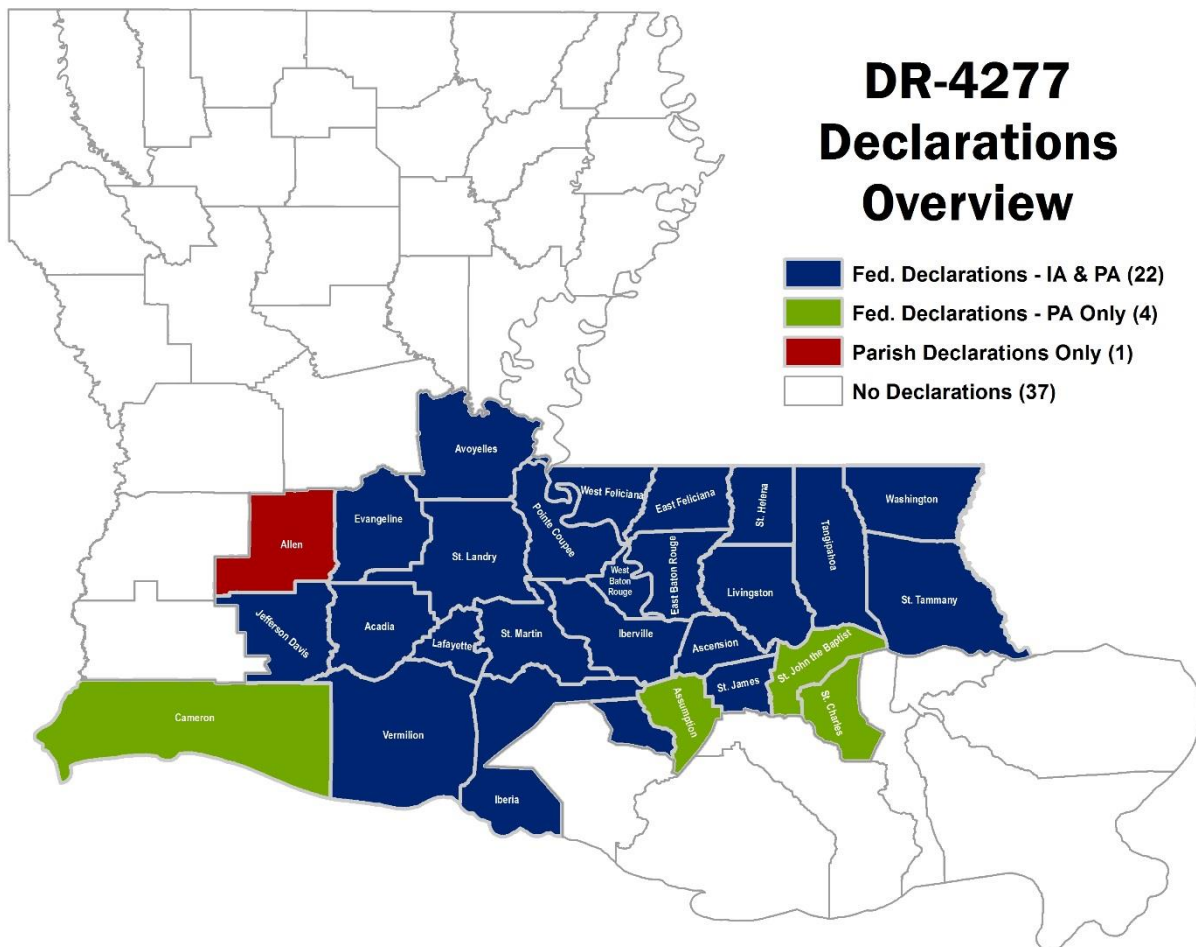 DR-4277
Declarations
Overview
Fed. Declarations - IA & PA (22)
Fed. Declarations - PA Only (4)
Parish Declarations Only (1)
No Declarations (37)
Avoyelles
West Feliciana
East Feliciana
St. Helena
Washington
Evangeline
Pointe Coupee
Tangipahoa
Allen
St. Landry
West
Baton
Rouge
East Baton Rouge
Livingston
St. Tammany
Jefferson Davis
Acadia
Lafayette
St. Martin
Iberville
Ascension
St. John the Baptist
St. James
Assumption
St. Charles
Cameron
Vermilion
Iberia